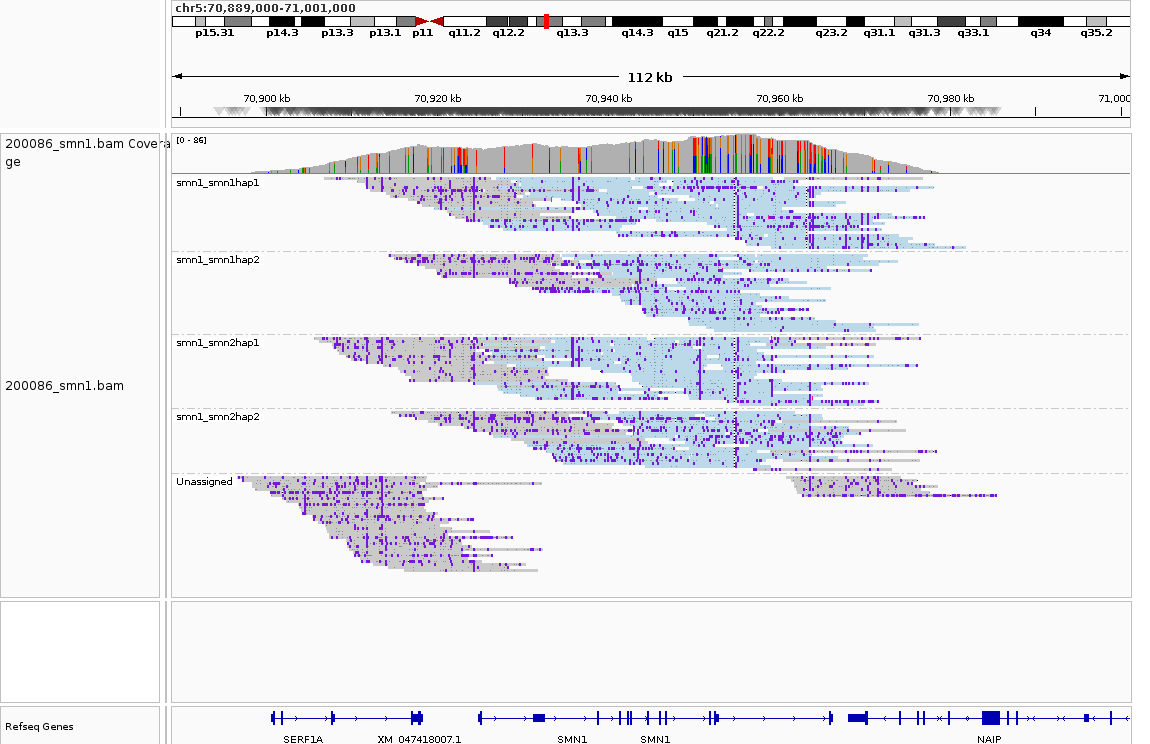 chr5:70,889,000-71,001,000
p15.31 p14.3 p13.3 p13.1 p11 q11.2 q12.2 q13.3 q14.3 q15 q21.2 q22.2 q23.2 q31.1 q31.3 q33.1 q34 q35.2
112 kb
70,900 kb 70,920 kb 70,940 kb 70,960 kb 70,980 kb 71,000
200086_smn1.bam Covera
ge
[0 - 86]
smn1_smn1hap1
smn1_smn1hap2
smn1_smn2hap1
200086_smn1.bam
smn1_smn2hap2
Unassigned
Refseq Genes
SERF1A XM_047418007.1 SMN1 SMN1 NAIP